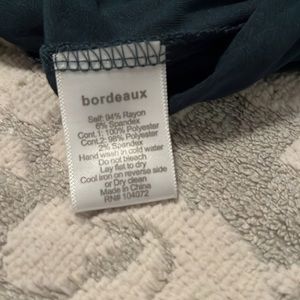 bordeaux
Self: 94% Rayon
6% Spandex
Cont.1: 100% Polyester
Cont.2: 98% Polyester
2% Spandex
Hand wash in cold water
Do not bleach
Lay flat to dry
Cool iron on reverse side
or Dry clean
Made in China
RN# 104072